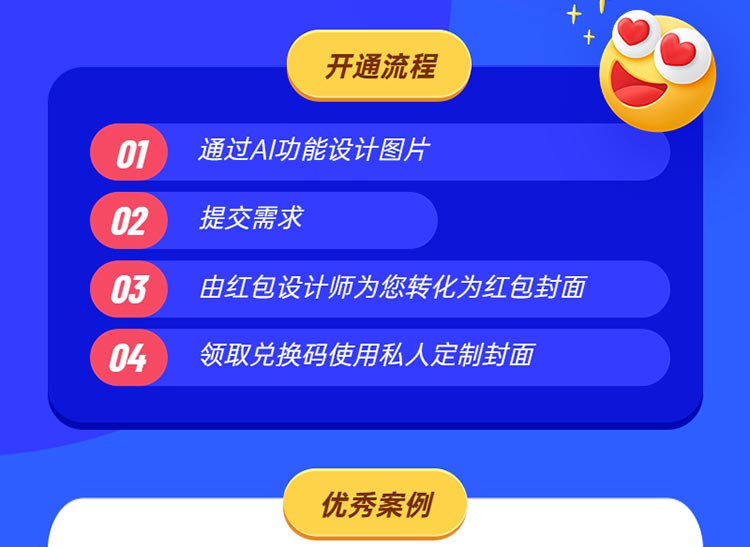 开通流程
01 通过AI功能设计图片
02 提交需求
03 由红包设计师为您转化为红包封面
04 领取兑换码使用私人定制封面
优秀案例